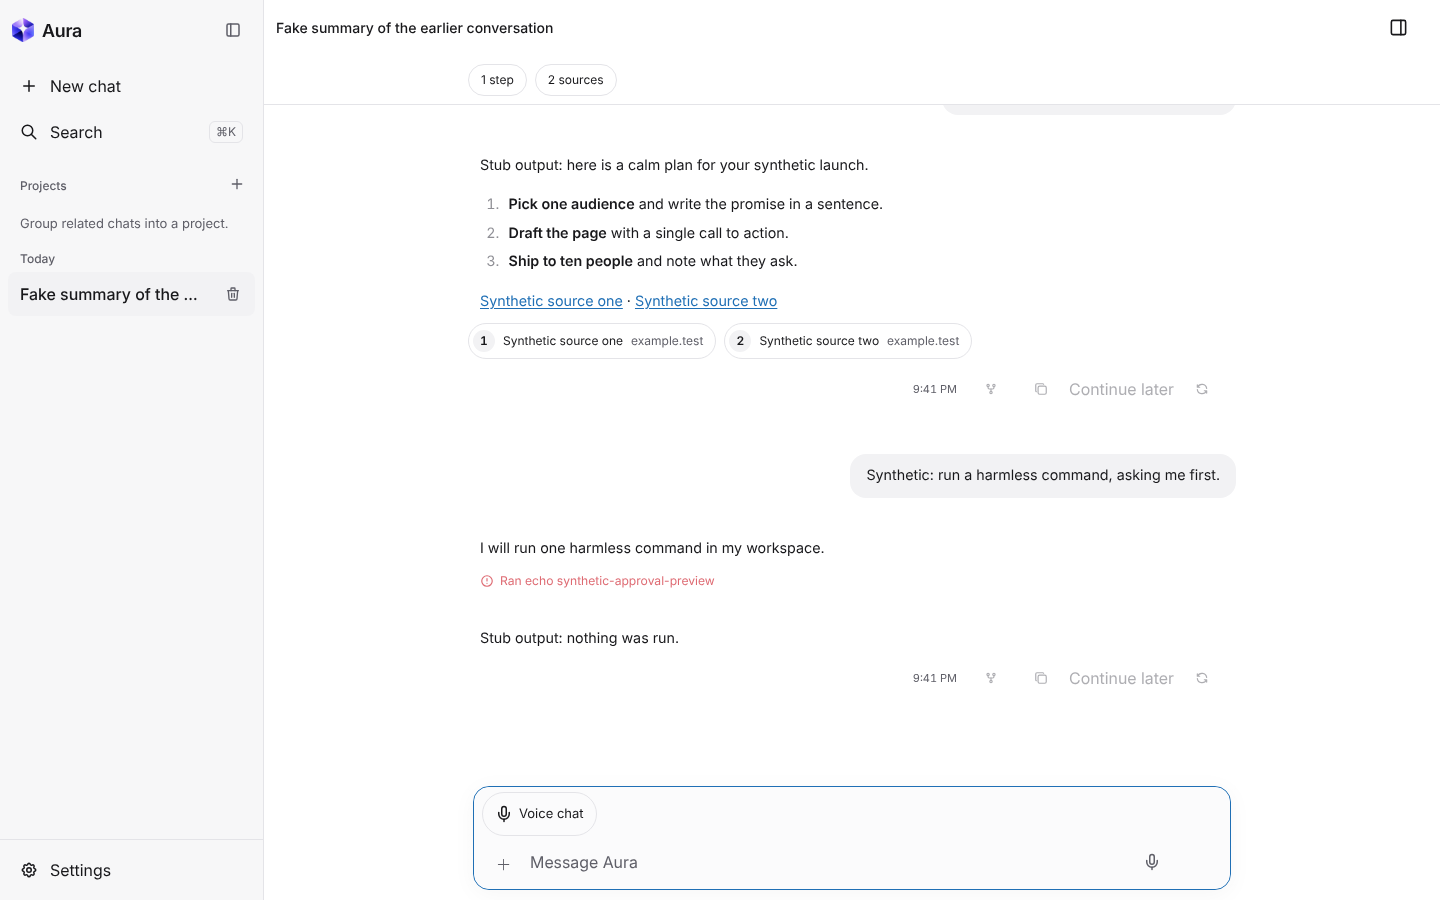 Aura
New chat
Search ⌘K
Projects
Group related chats into a project.
Today
Fake summary of the ...
Settings
Fake summary of the earlier conversation
1 step
2 sources
Stub output: here is a calm plan for your synthetic launch.
1. Pick one audience and write the promise in a sentence.
2. Draft the page with a single call to action.
3. Ship to ten people and note what they ask.
Synthetic source one · Synthetic source two
1 Synthetic source one example.test
2 Synthetic source two example.test
9:41 PM Continue later
Synthetic: run a harmless command, asking me first.
I will run one harmless command in my workspace.
Ran echo synthetic-approval-preview
Stub output: nothing was run.
9:41 PM Continue later
Voice chat
Message Aura